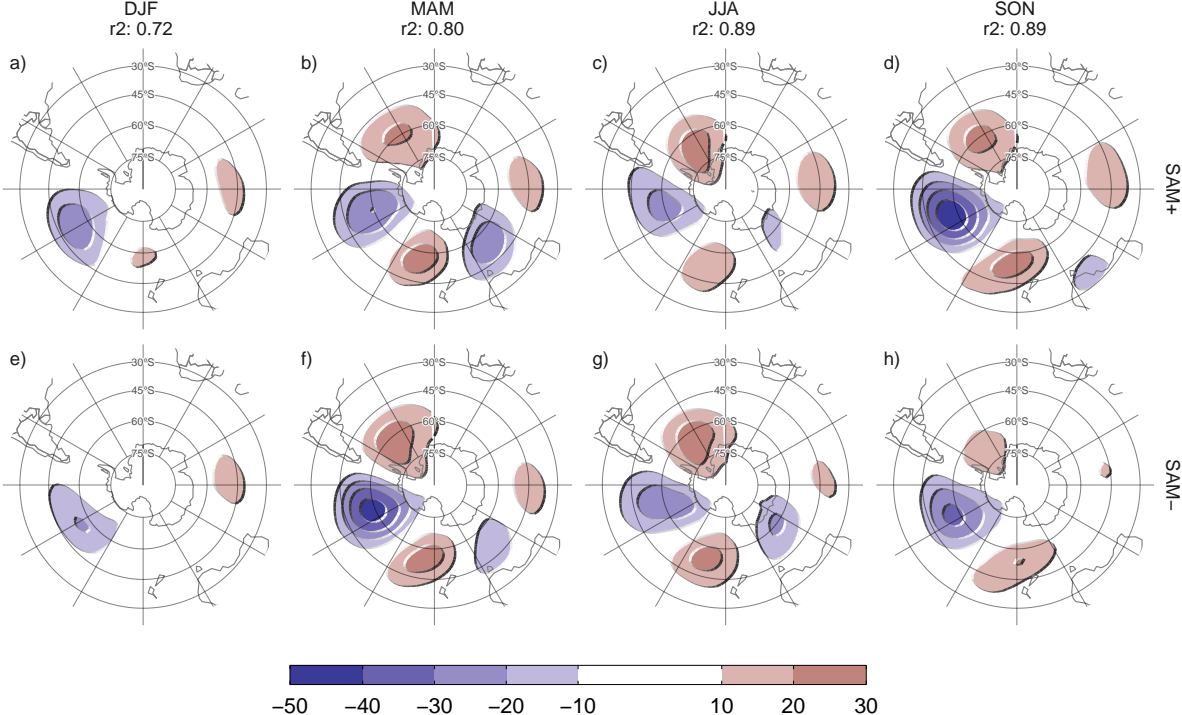 DJF MAM JJA SON
r2: 0.72 r2: 0.80 r2: 0.89 r2: 0.89
a) b) c) d)
30°S 30°S 30°S 30°S
45°S 45°S 45°S 45°S
60°S 60°S 60°S 60°S
75°S 75°S 75°S 75°S
SAM+
e) f) g) h)
30°S 30°S 30°S 30°S
45°S 45°S 45°S 45°S
60°S 60°S 60°S 60°S
75°S 75°S 75°S 75°S
SAM−
−50 −40 −30 −20 −10 10 20 30